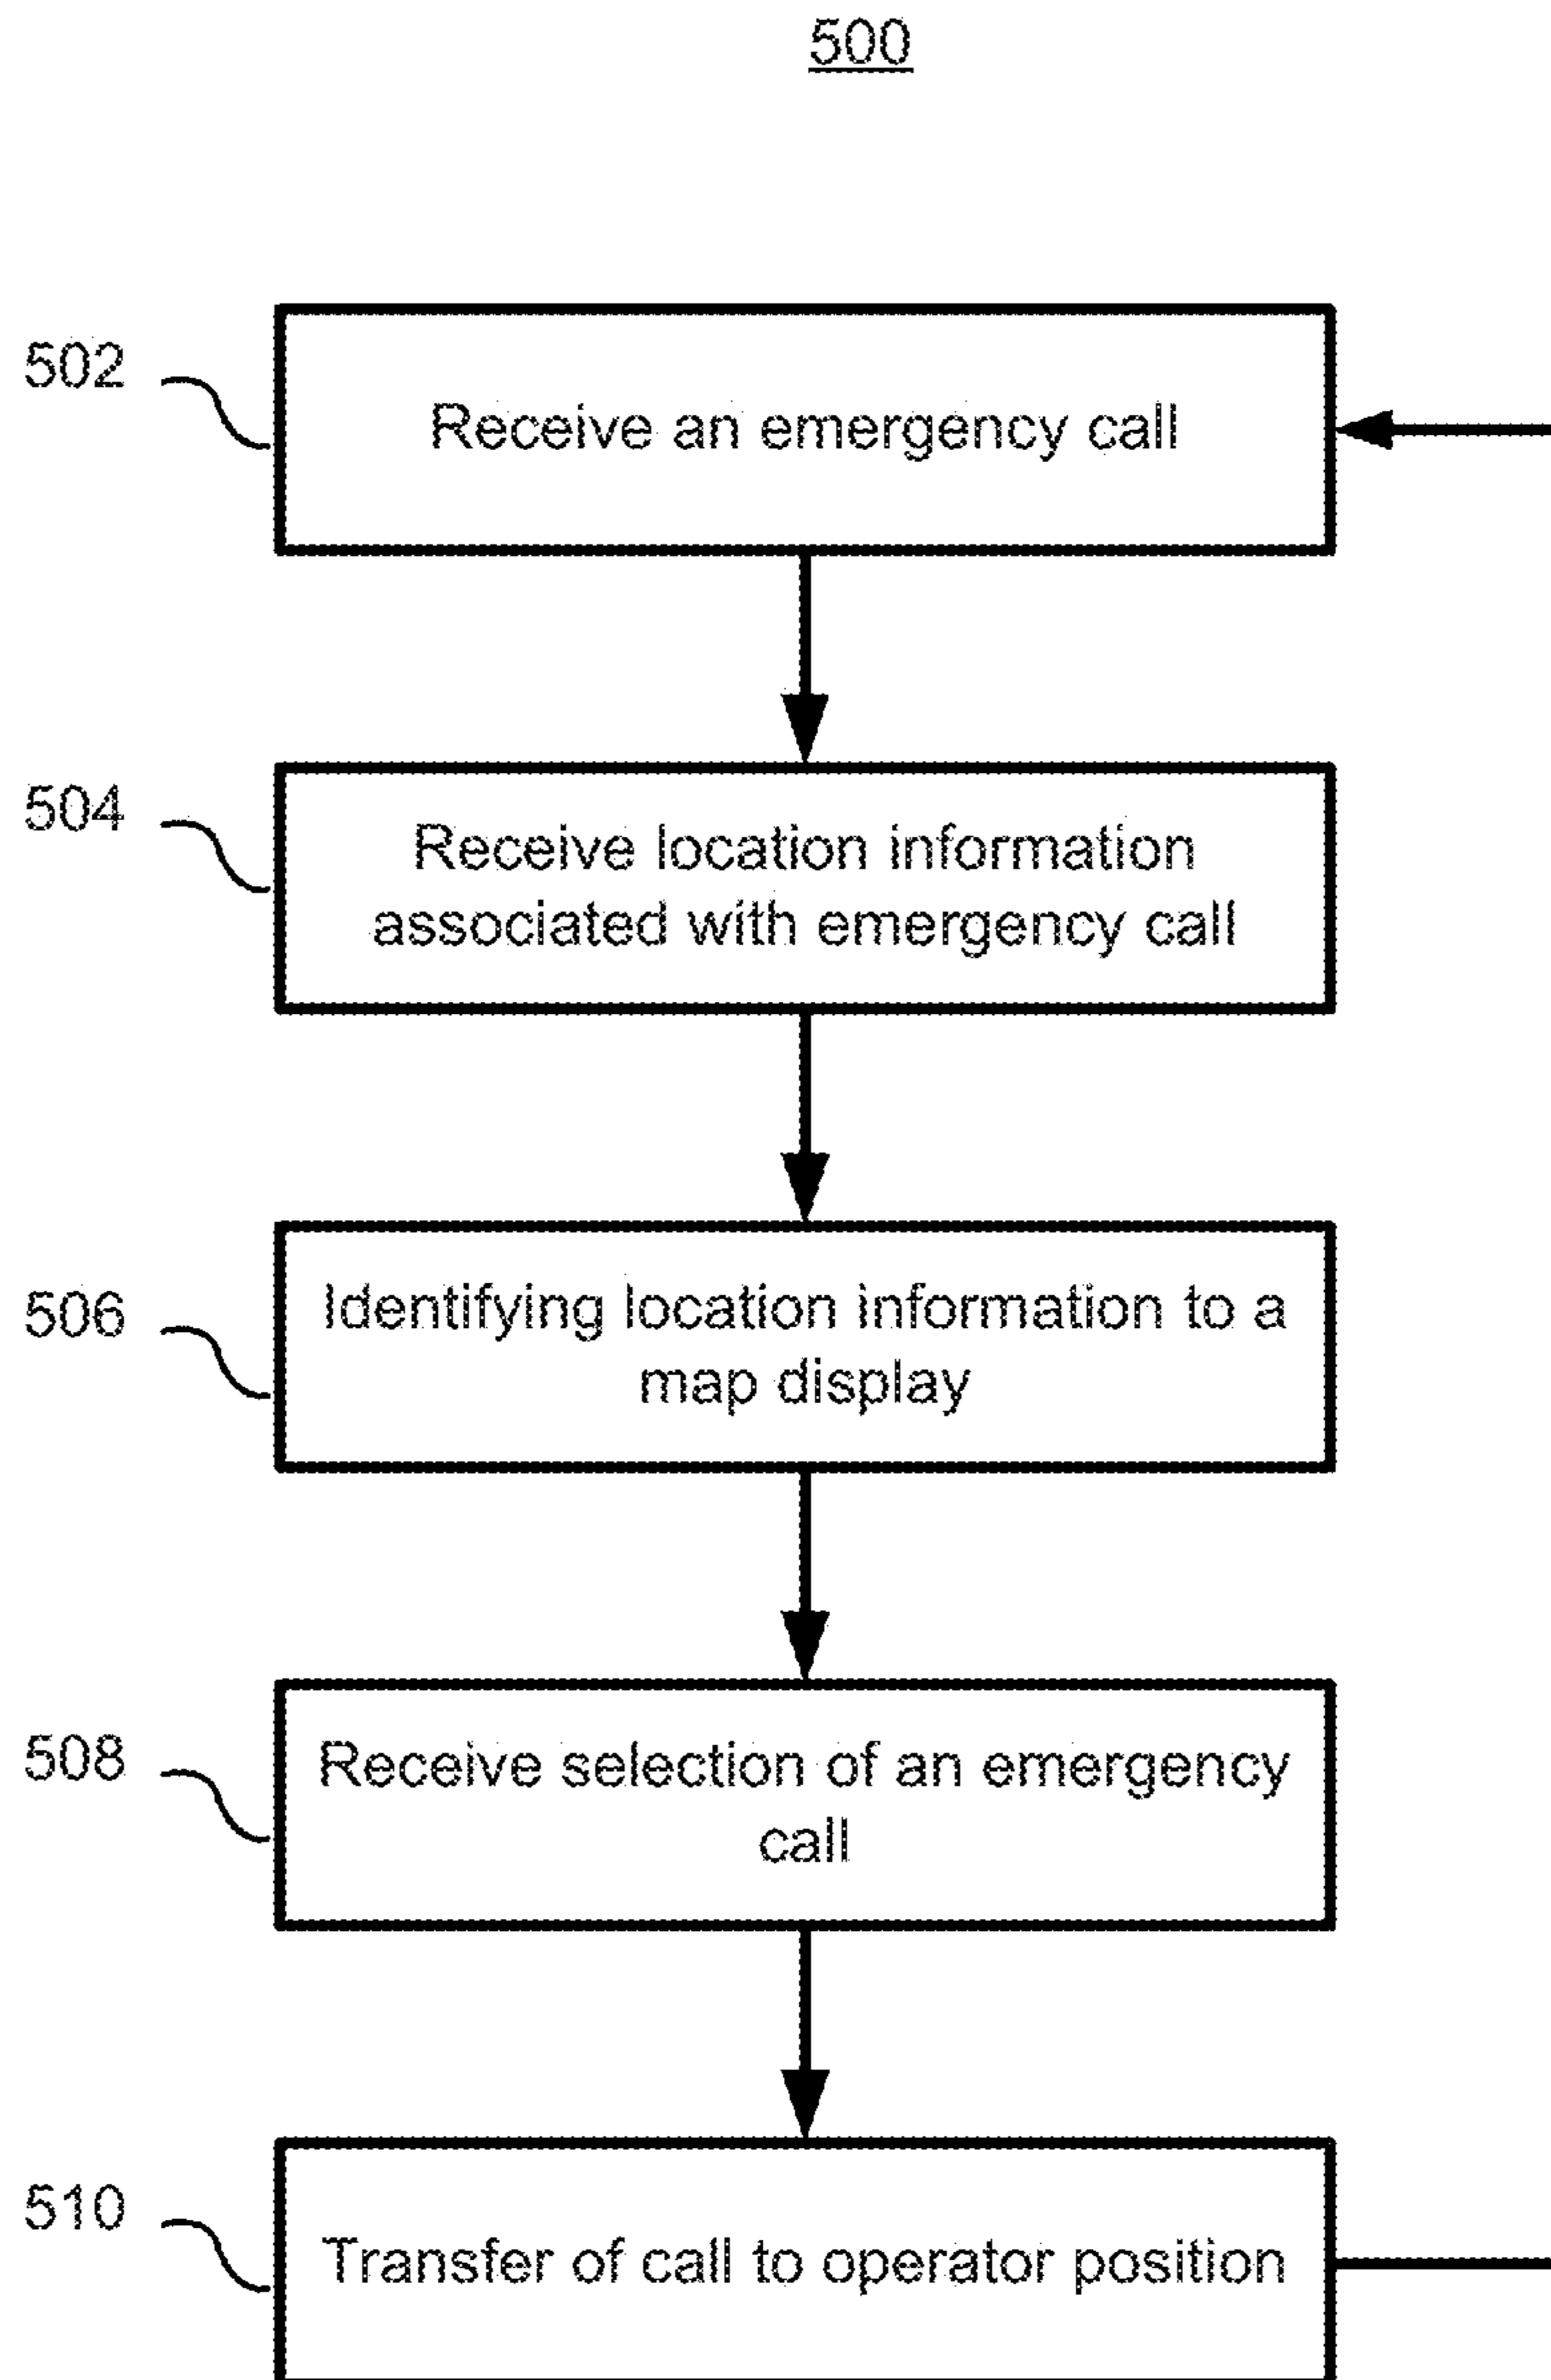 500
502
Receive an emergency call
504
Receive location information
associated with emergency call
506
Identifying location information to a
map display
508
Receive selection of an emergency
call
510
Transfer of call to operator position